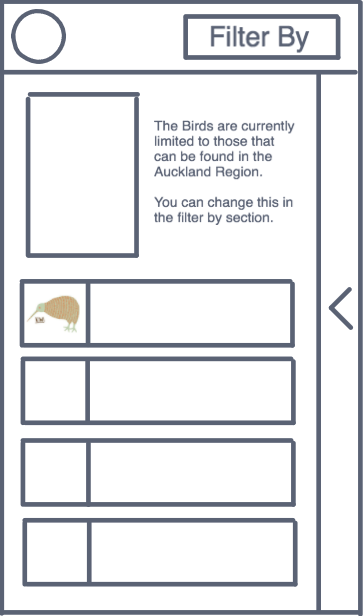 Filter By
The Birds are currently
limited to those that
can be found in the
Auckland Region.
You can change this in
the filter by section.